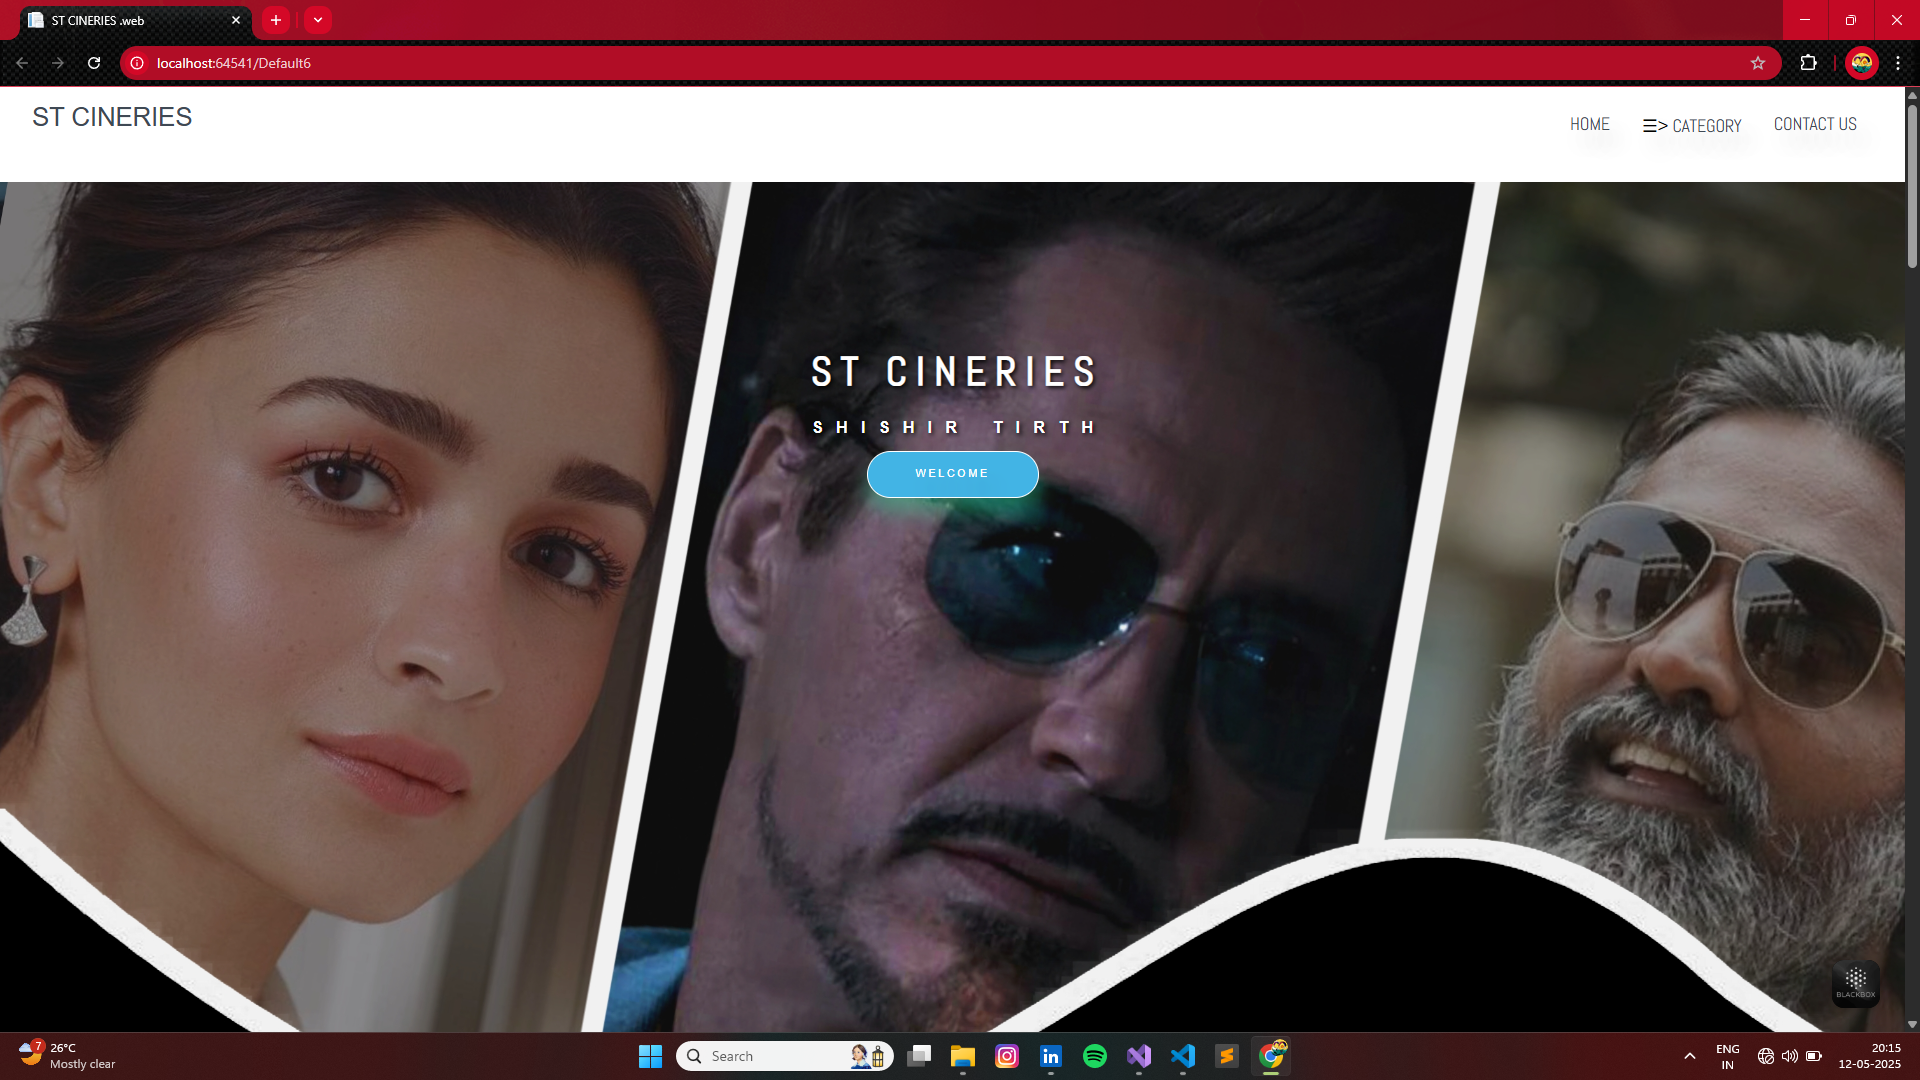 ST CINERIES .web
localhost:64541/Default6
ST CINERIES
HOME
☰> CATEGORY
CONTACT US
ST CINERIES
SHISHIR TIRTH
WELCOME
BLACKBOX
7
26°C
Mostly clear
Search
ENG
IN
20:15
12-05-2025